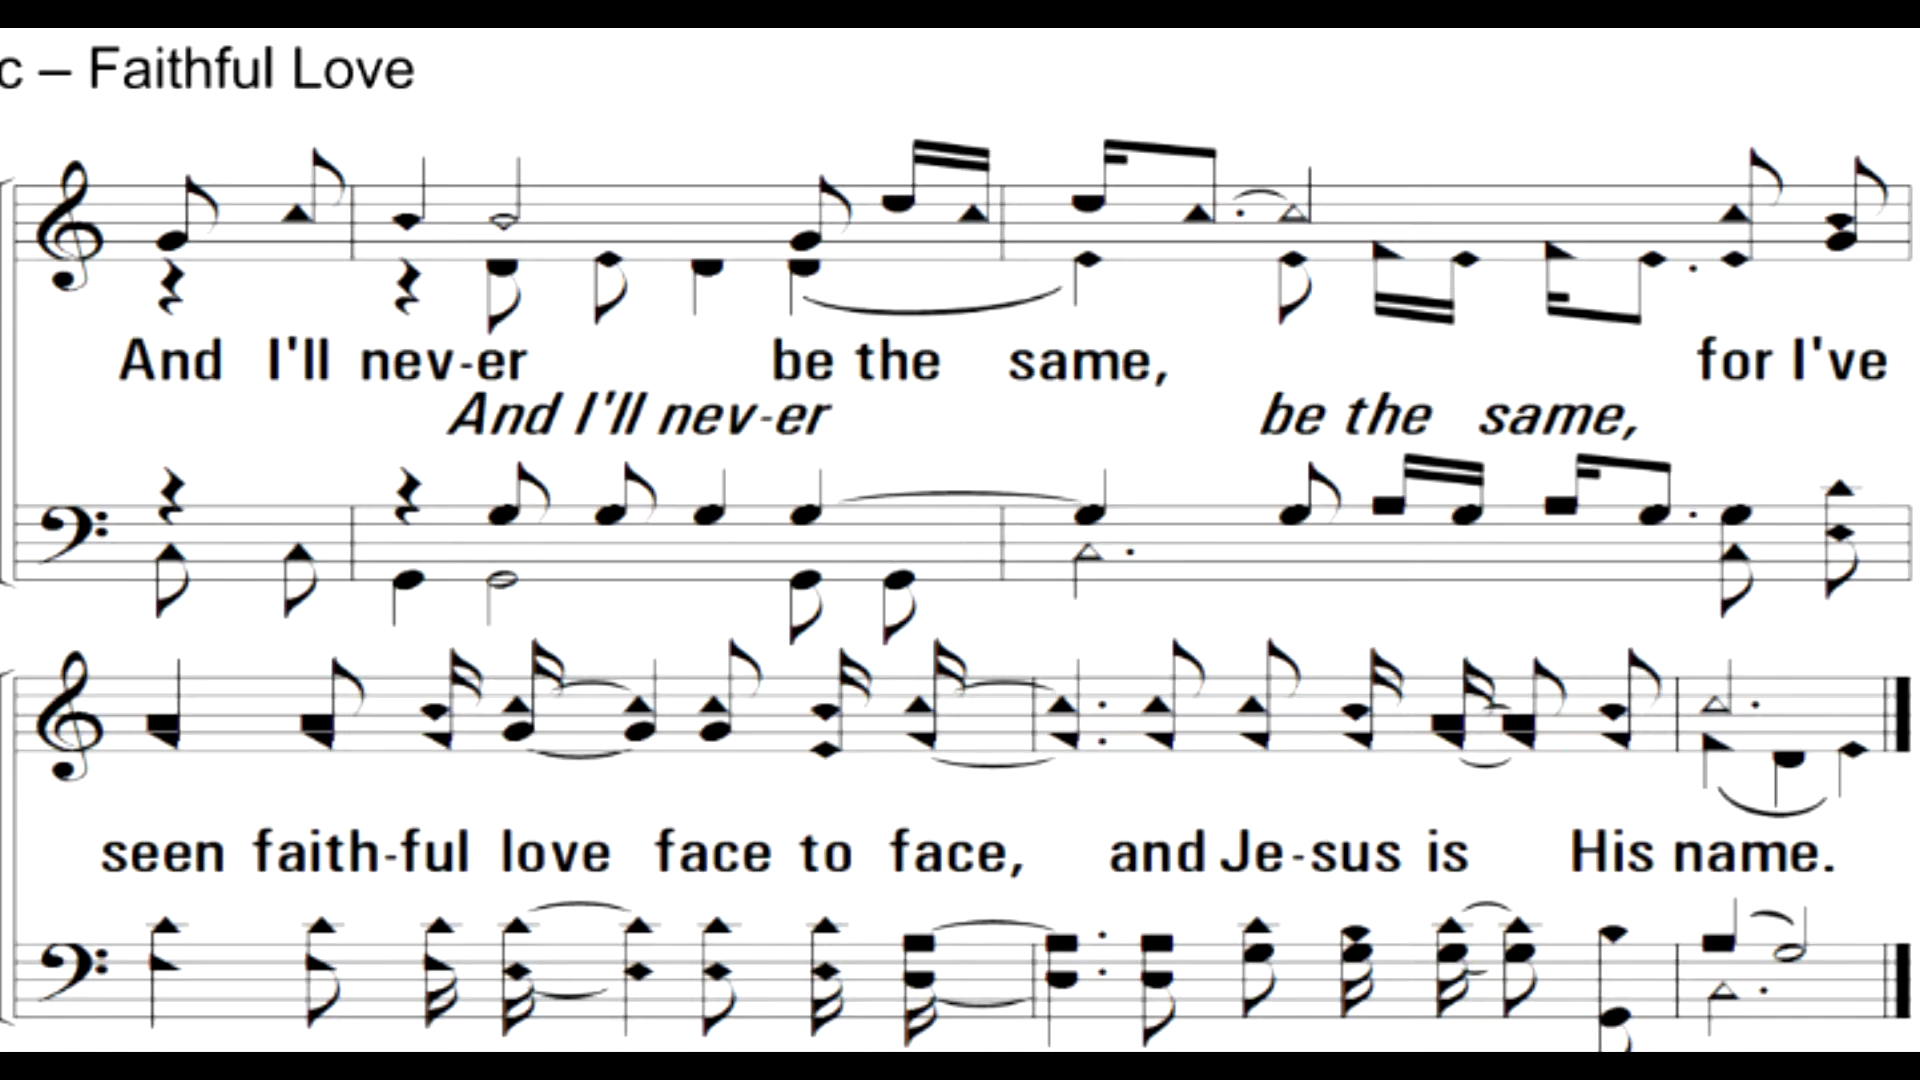 c – Faithful Love
And I'll nev-er be the same, for I've
And I'll nev-er be the same,
seen faith-ful love face to face, and Je-sus is His name.